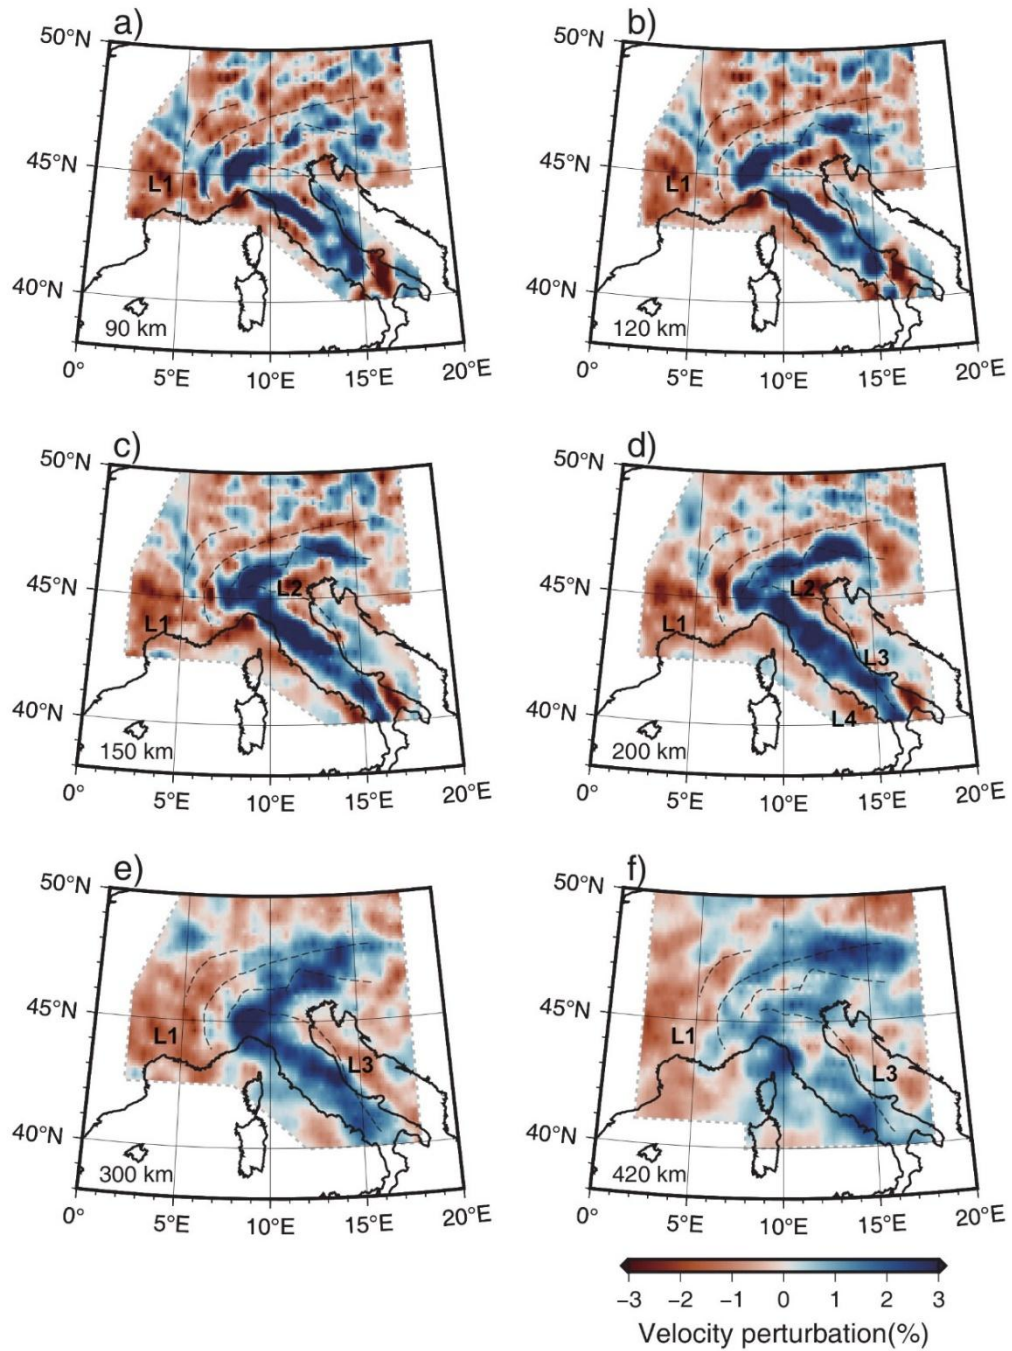 a) b)
50°N 50°N
45°N 45°N
L1 L1
40°N 40°N
90 km 120 km
0° 5°E 10°E 15°E 20°E 0° 5°E 10°E 15°E 20°E
c) d)
50°N 50°N
45°N L2 45°N L2
L1 L1
L3
40°N 40°N L4
150 km 200 km
0° 5°E 10°E 15°E 20°E 0° 5°E 10°E 15°E 20°E
e) f)
50°N 50°N
45°N 45°N
L1 L3 L1 L3
40°N 40°N
300 km 420 km
0° 5°E 10°E 15°E 20°E 0° 5°E 10°E 15°E 20°E
−3 −2 −1 0 1 2 3
Velocity perturbation(%)